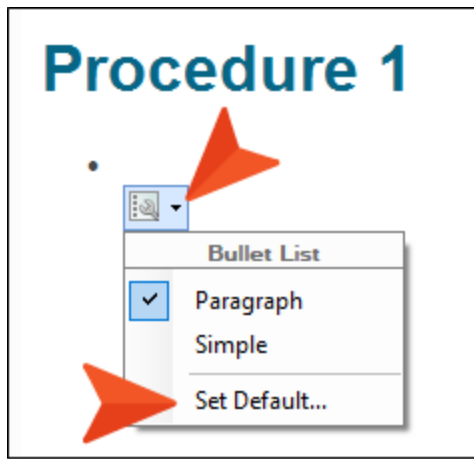 Procedure 1
•
Bullet List
Paragraph
Simple
Set Default...